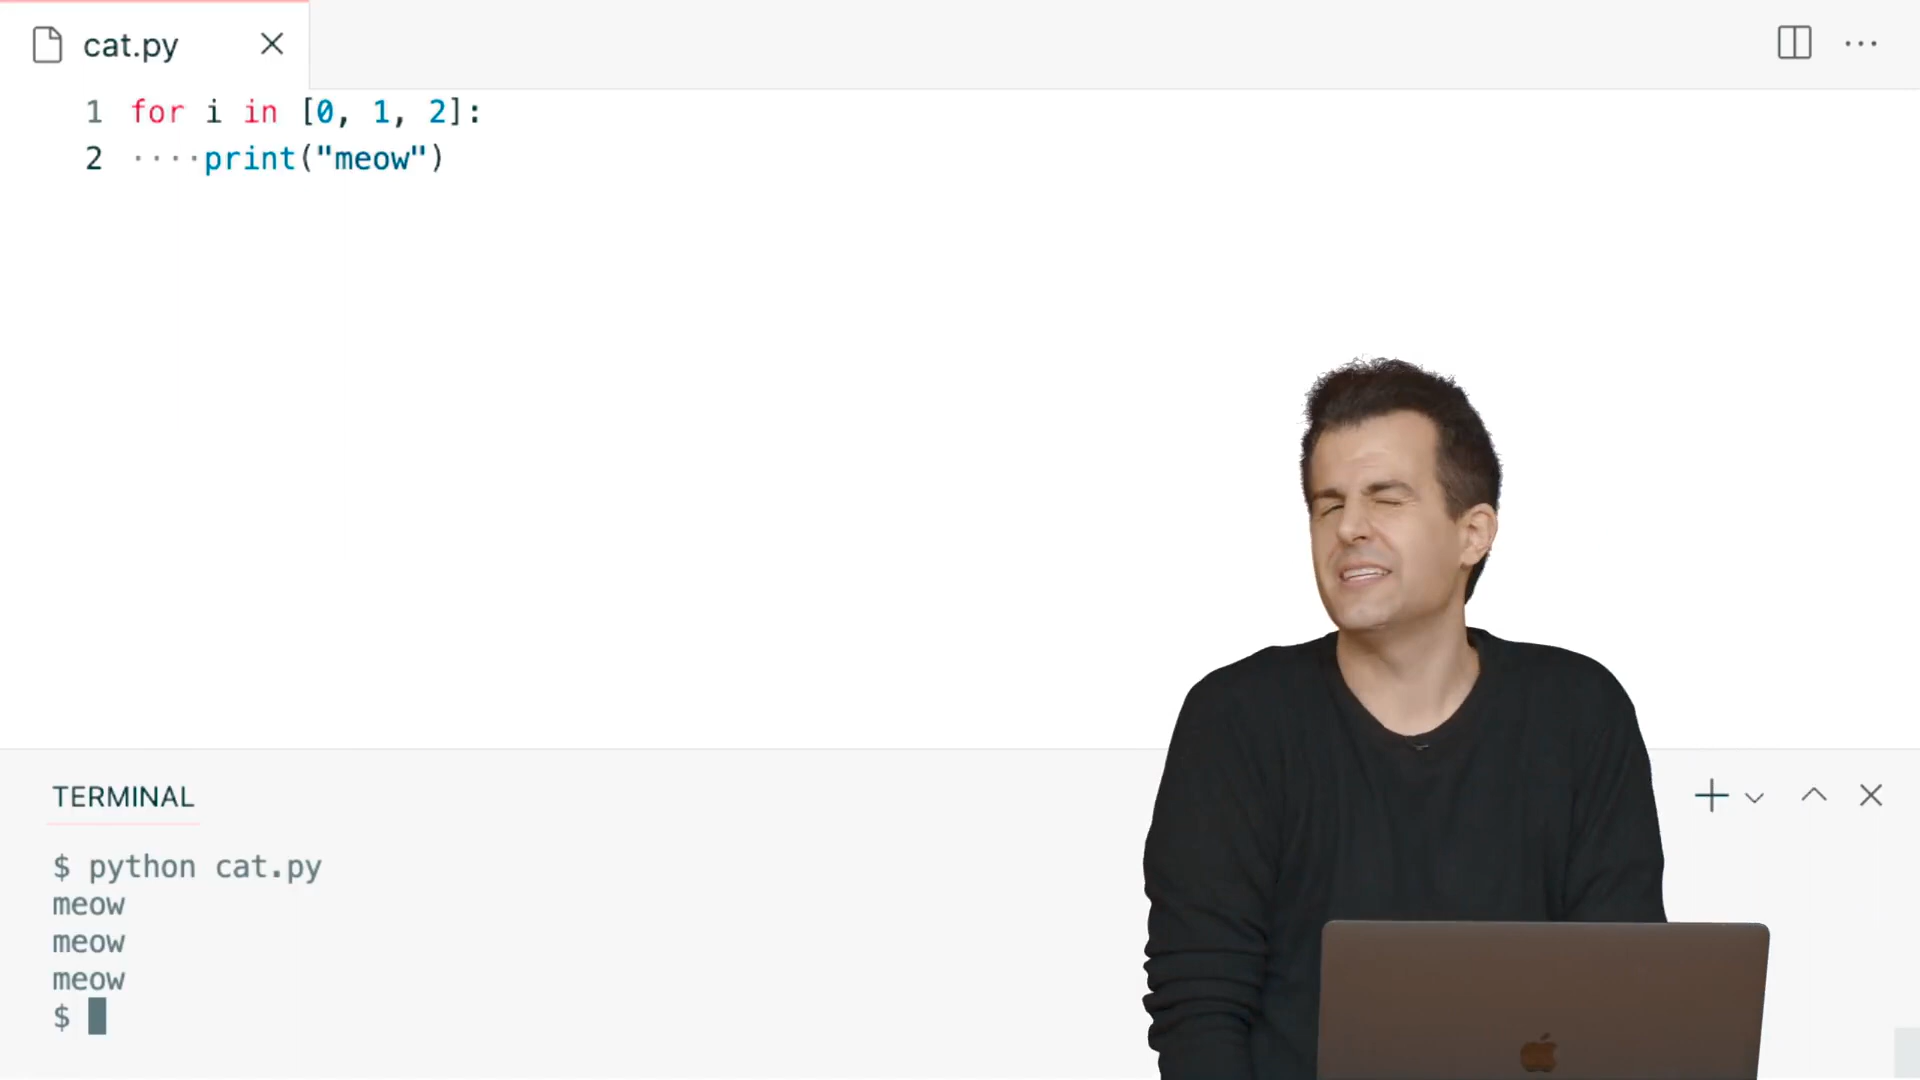 cat.py
1 for i in [0, 1, 2]:
2 ····print("meow")
TERMINAL
$ python cat.py
meow
meow
meow
$